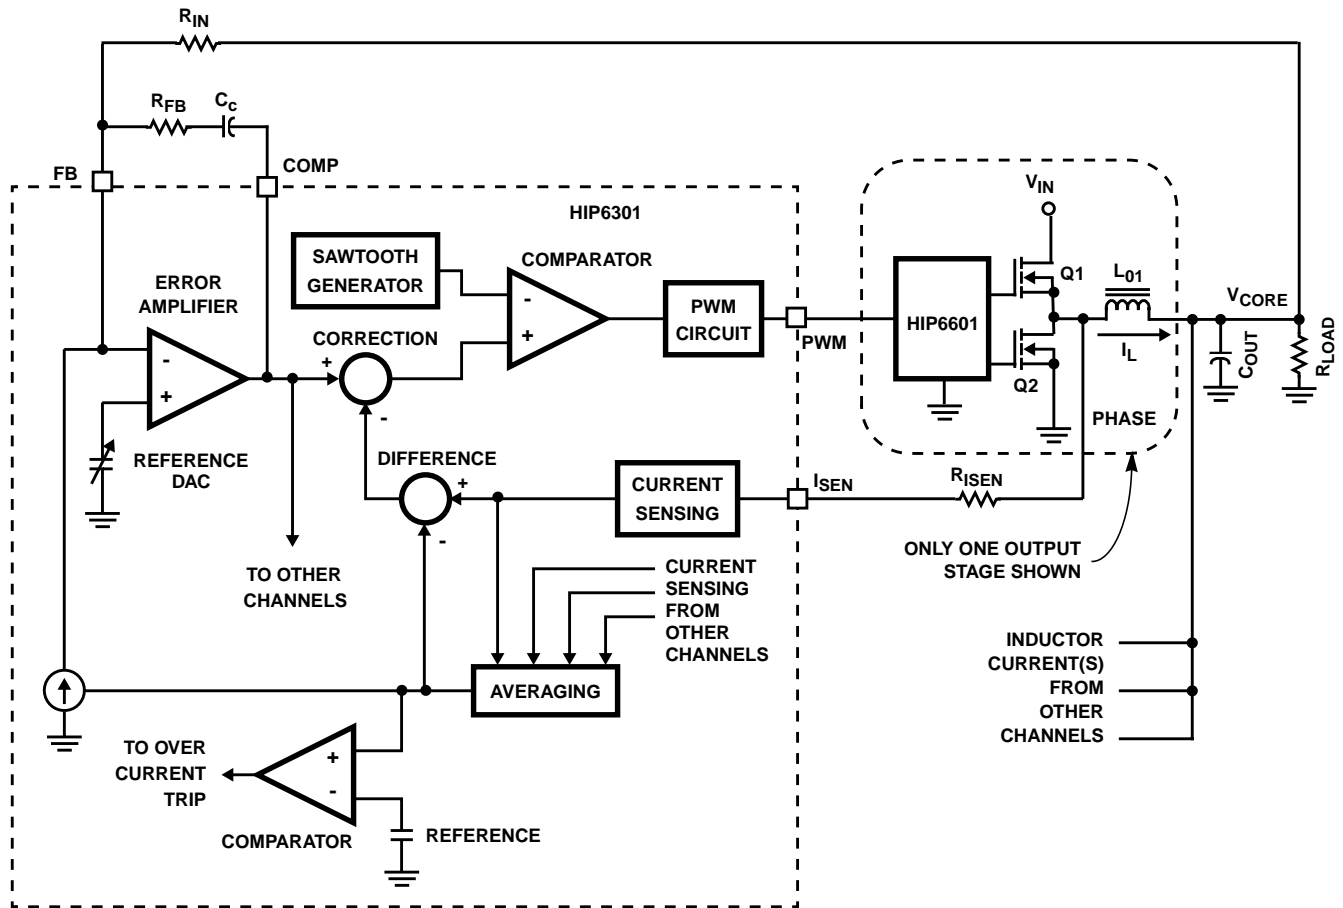 RIN
RFB
Cc
FB
COMP
HIP6301
VIN
SAWTOOTH
GENERATOR
COMPARATOR
ERROR
AMPLIFIER
-
+
PWM
CIRCUIT
PWM
HIP6601
Q1
Q2
L01
IL
VCORE
COUT
RLOAD
CORRECTION
+
-
-
+
PHASE
REFERENCE
DAC
DIFFERENCE
+
-
CURRENT
SENSING
ISEN
RISEN
ONLY ONE OUTPUT
STAGE SHOWN
TO OTHER
CHANNELS
CURRENT
SENSING
FROM
OTHER
CHANNELS
INDUCTOR
CURRENT(S)
FROM
OTHER
CHANNELS
AVERAGING
TO OVER
CURRENT
TRIP
+
-
COMPARATOR
REFERENCE